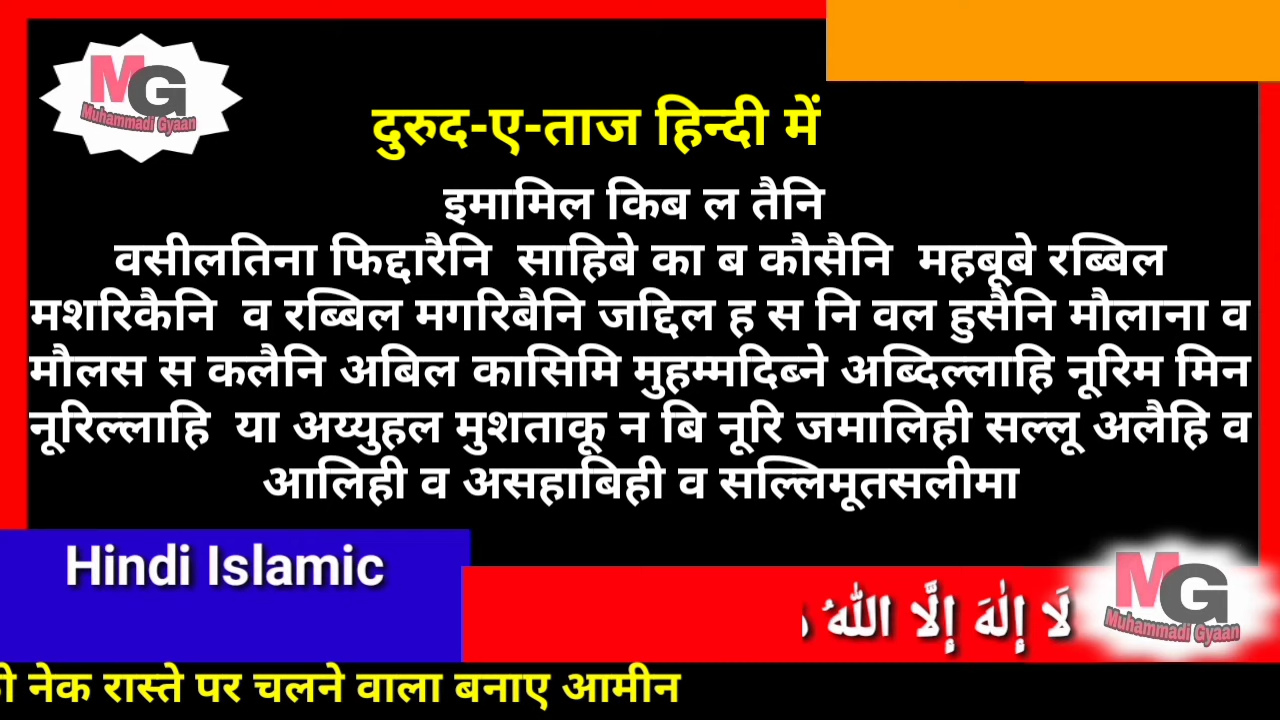 MG
Muhammadi Gyaan
दुरुद-ए-ताज हिन्दी में
इमामिल किब ल तैनि
वसीलतिना फिद्दारैनि साहिबे का ब कौसैनि महबूबे रब्बिल
मशरिकैनि व रब्बिल मगरिबैनि जद्दिल ह स नि वल हुसैनि मौलाना व
मौलस स कलैनि अबिल कासिमि मुहम्मदिब्ने अब्दिल्लाहि नूरिम मिन
नूरिल्लाहि या अय्युहल मुशताकू न बि नूरि जमालिही सल्लू अलैहि व
आलिही व असहाबिही व सल्लिमूतसलीमा
Hindi Islamic
لَا إِلٰهَ إِلَّا اللّٰهُ
MG
Muhammadi Gyaan
नेक रास्ते पर चलने वाला बनाए आमीन